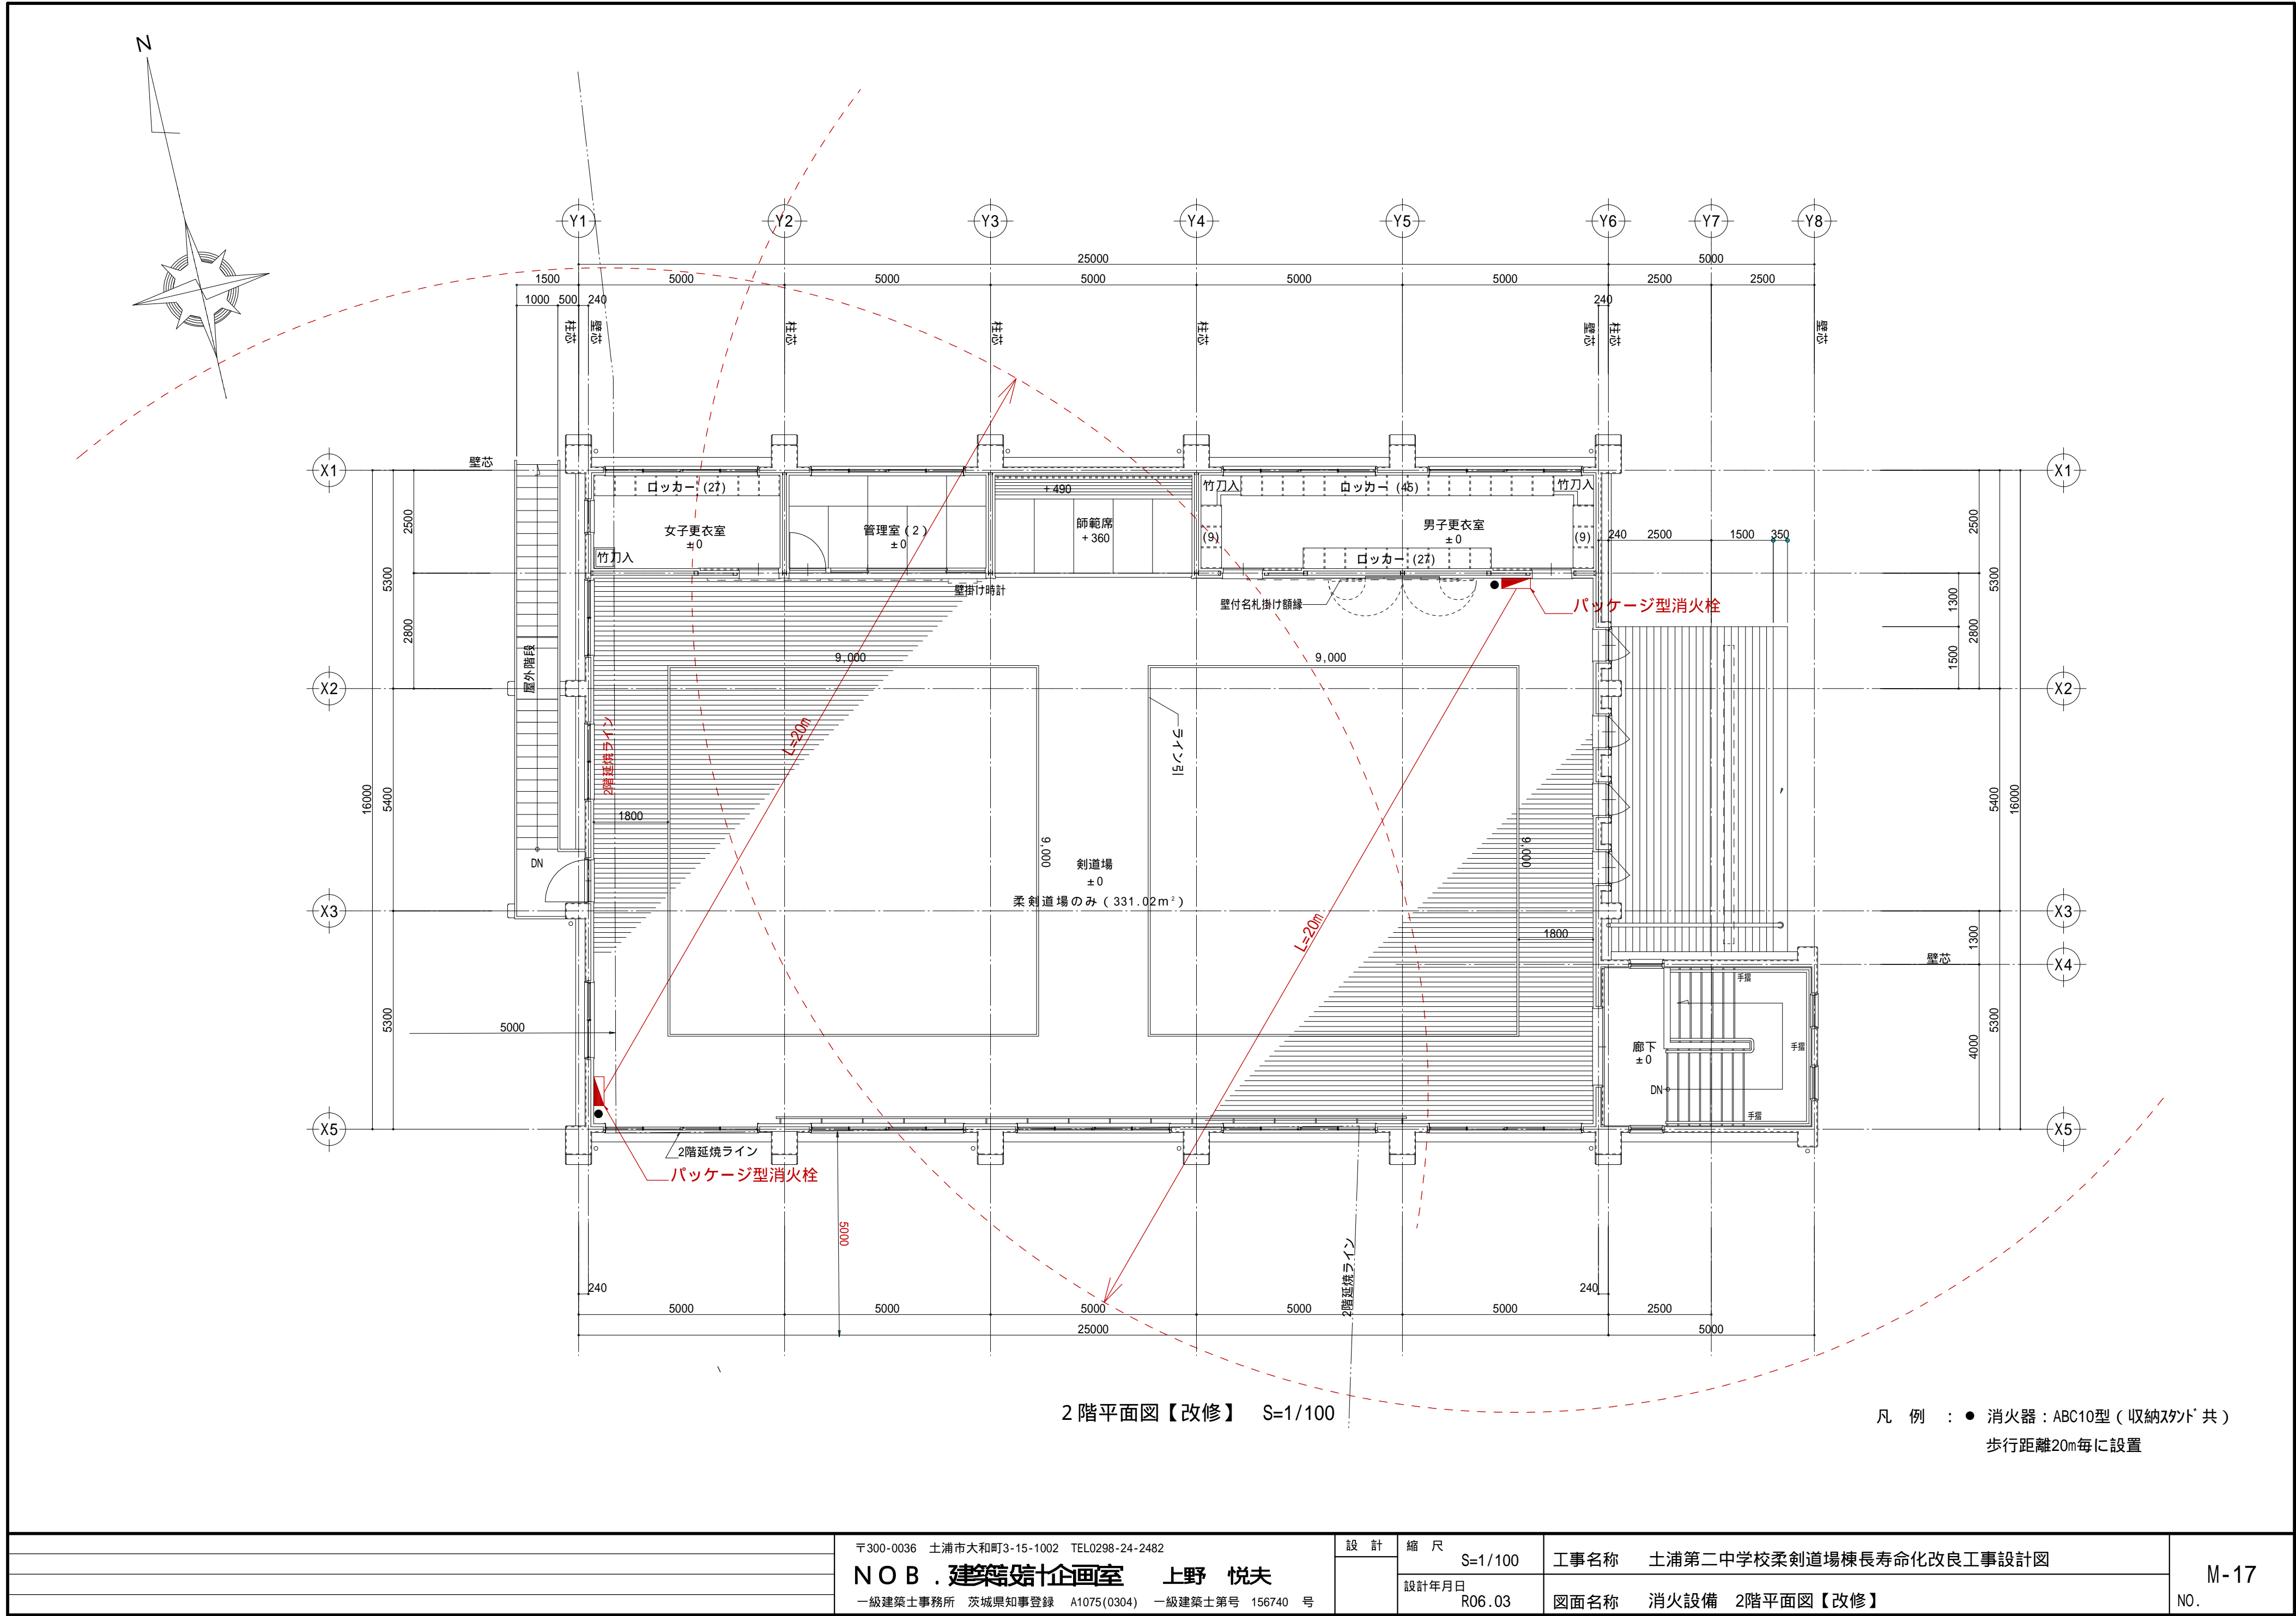 N
Y1 Y2 Y3 Y4 Y5 Y6 Y7 Y8
25000 5000
1500 5000 5000 5000 5000 5000 2500 2500
1000 500 240 240
柱芯 壁芯 柱芯 柱芯 柱芯 壁芯 柱芯 壁芯
X1 壁芯 X1
ロッカー (27) +490 竹刀入 ロッカー (45) 竹刀入
女子更衣室
±0
管理室(2)
±0
師範席
+360
男子更衣室
±0
(9) (9)
240 2500 1500 350
竹刀入
ロッカー (27)
壁掛け時計
壁付名札掛け額縁
パッケージ型消火栓
2500
5300
2800
2500
5300
1300
2800
1500
屋外階段
9,000 9,000
X2 X2
2階延焼ライン
L=20m
ライン引
16000
5400
5400
16000
1800
9,000
9,000
DN
剣道場
±0
柔剣道場のみ(331.02m²)
X3 X3
L=20m
1800
1300
壁芯
X4
手摺
5300
5000
廊下
±0
手摺
DN
手摺
4000
5300
X5 X5
2階延焼ライン
パッケージ型消火栓
5000
2階延焼ライン
240 240
5000 5000 5000 5000 5000 2500
25000 5000
2階平面図【改修】 S=1/100
凡 例 : ● 消火器:ABC10型(収納スタンド共)
歩行距離20m毎に設置
〒300-0036 土浦市大和町3-15-1002 TEL0298-24-2482
NOB.建築設計企画室 上野 悦夫
一級建築士事務所 茨城県知事登録 A1075(0304) 一級建築士第号 156740 号
設 計
縮 尺
S=1/100
設計年月日
R06.03
工事名称 土浦第二中学校柔剣道場棟長寿命化改良工事設計図
図面名称 消火設備 2階平面図【改修】
M-17
NO.